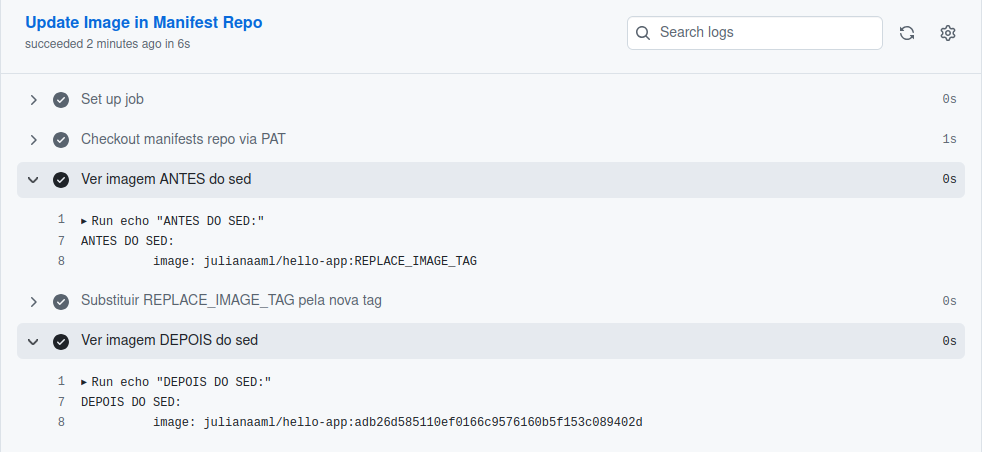 Update Image in Manifest Repo
succeeded 2 minutes ago in 6s
Search logs
Set up job 0s
Checkout manifests repo via PAT 1s
Ver imagem ANTES do sed 0s
1 Run echo "ANTES DO SED:"
7 ANTES DO SED:
8 image: julianaaml/hello-app:REPLACE_IMAGE_TAG
Substituir REPLACE_IMAGE_TAG pela nova tag 0s
Ver imagem DEPOIS do sed 0s
1 Run echo "DEPOIS DO SED:"
7 DEPOIS DO SED:
8 image: julianaaml/hello-app:adb26d585110ef0166c9576160b5f153c089402d